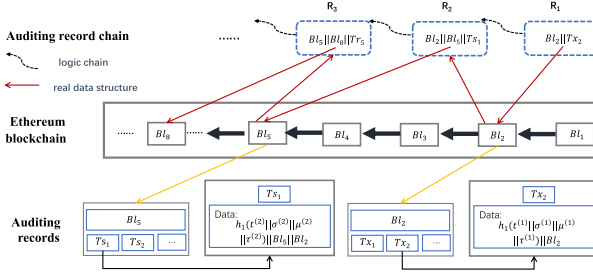 R₃ R₂ R₁
Auditing record chain
...... Bl₅||Bl₈||Tr₅ Bl₂||Bl₅||Ts₁ Bl₂||Tx₂
logic chain
real data structure
Ethereum
blockchain
...... Bl₈ ...... Bl₅ Bl₄ Bl₃ Bl₂ Bl₁
Auditing
records
Bl₅
Ts₁ Ts₂ ...
Ts₁
Data:
h₁(t⁽²⁾||σ⁽²⁾||μ⁽²⁾
||τ⁽²⁾)||Bl₅||Bl₂
Bl₂
Tx₁ Tx₂ ...
Tx₂
Data:
h₁(t⁽¹⁾||σ⁽¹⁾||μ⁽¹⁾
||τ⁽¹⁾)||Bl₂